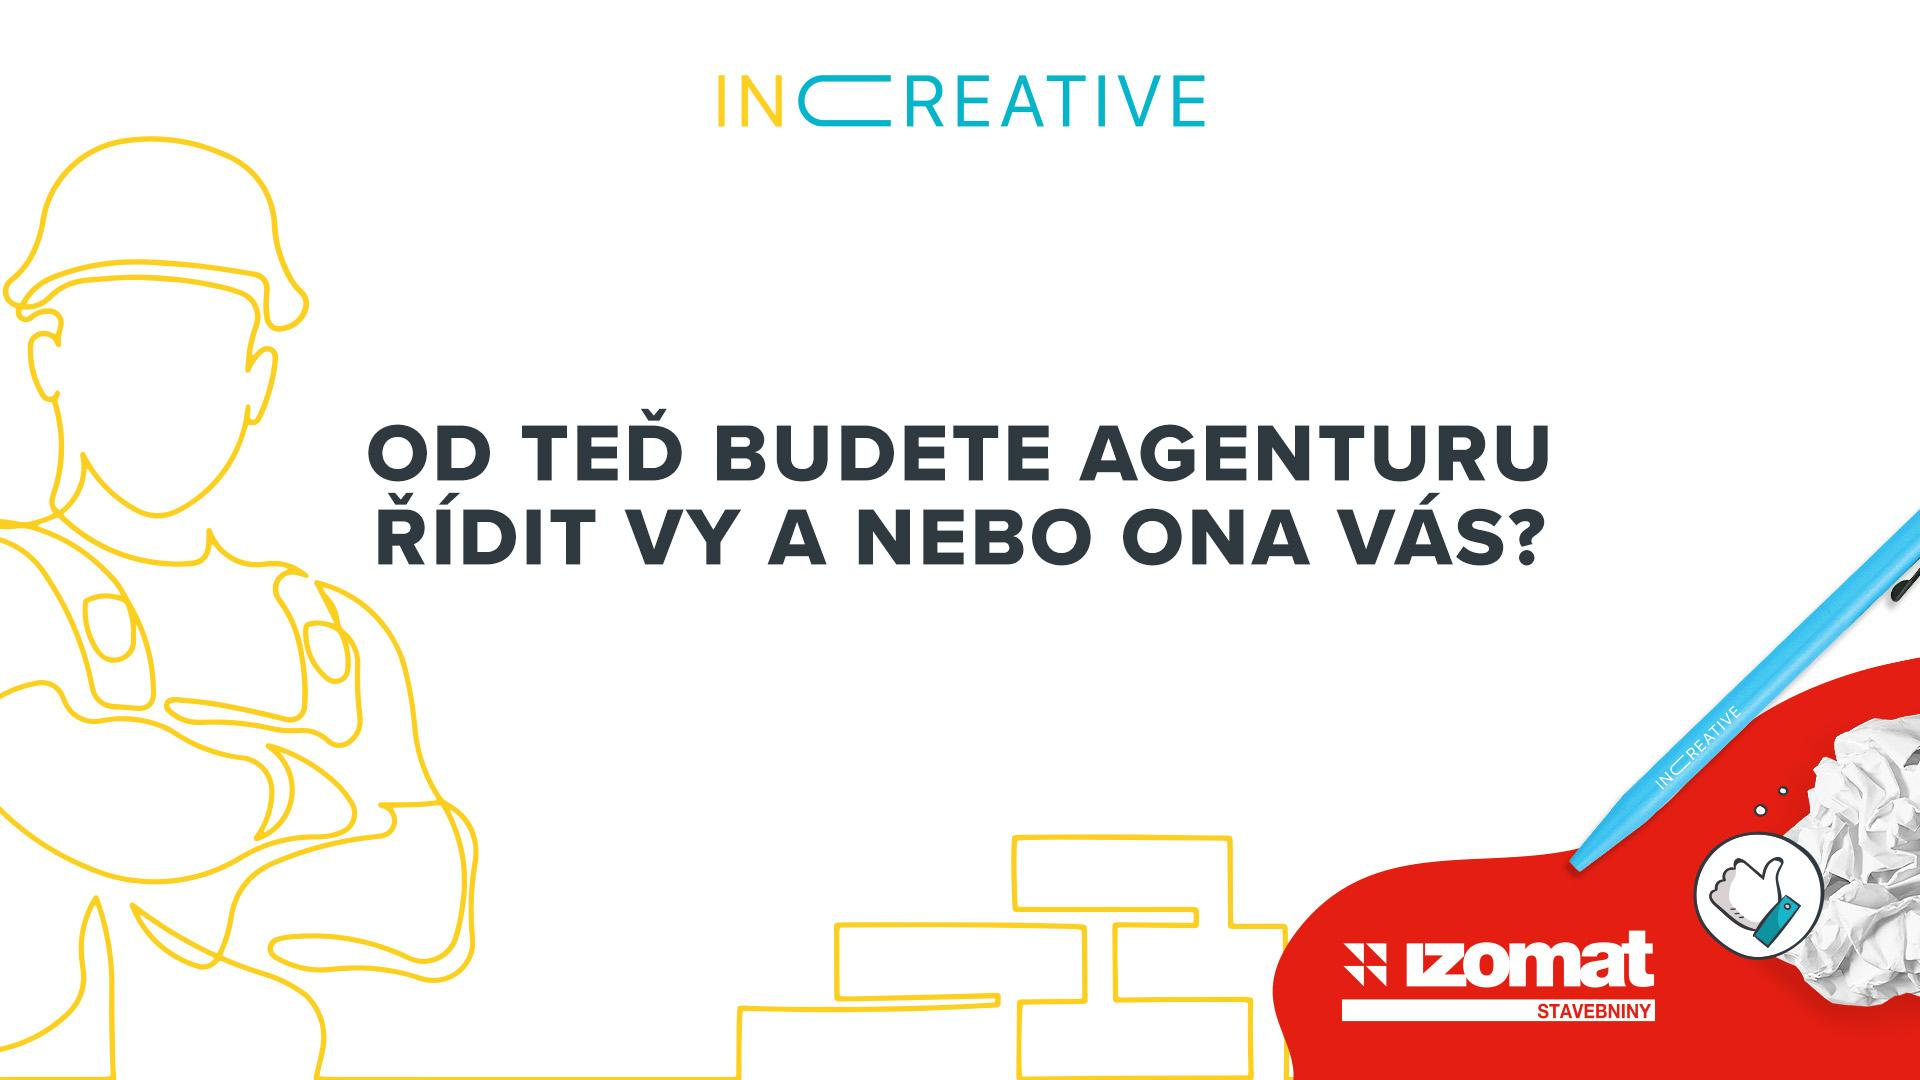 INCREATIVE
OD TEĎ BUDETE AGENTURU
ŘÍDIT VY A NEBO ONA VÁS?
INCREATIVE
izomat
STAVEBNINY